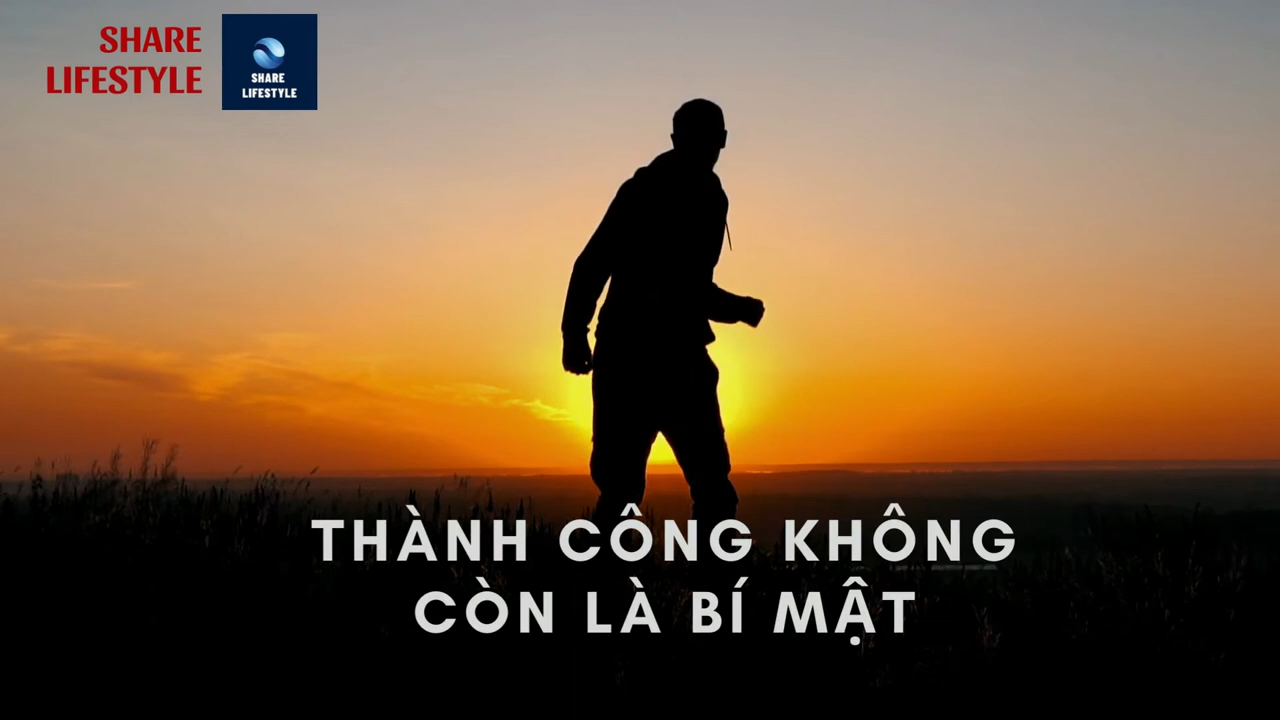 SHARE
LIFESTYLE
SHARE
LIFESTYLE
THÀNH CÔNG KHÔNG
CÒN LÀ BÍ MẬT